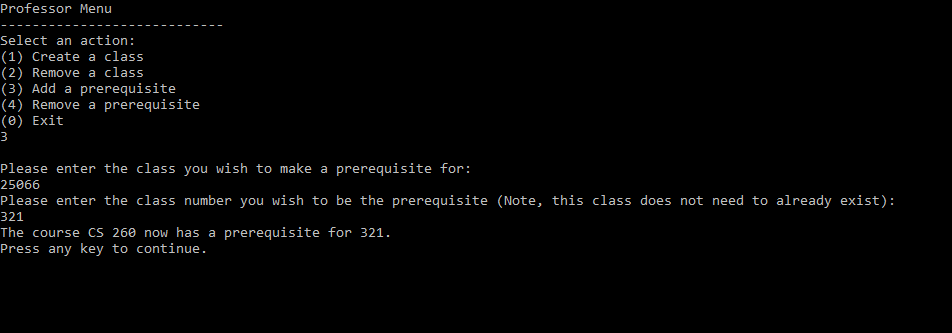 Professor Menu
----------------------------
Select an action:
(1) Create a class
(2) Remove a class
(3) Add a prerequisite
(4) Remove a prerequisite
(0) Exit
3
Please enter the class you wish to make a prerequisite for:
25066
Please enter the class number you wish to be the prerequisite (Note, this class does not need to already exist):
321
The course CS 260 now has a prerequisite for 321.
Press any key to continue.